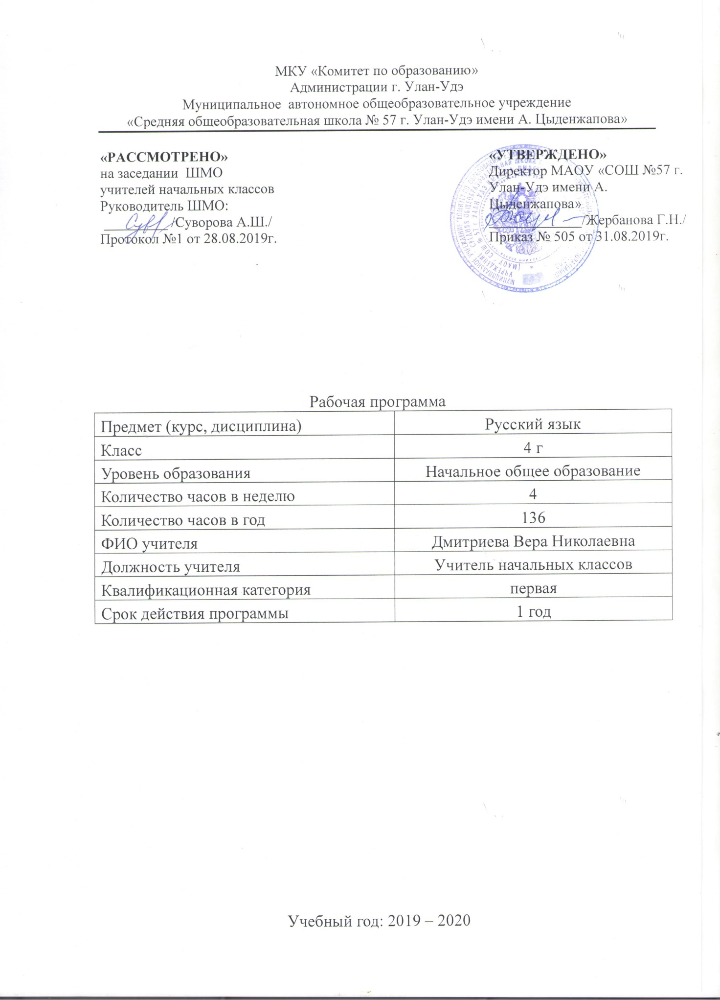 МКУ «Комитет по образованию»
Администрации г. Улан-Удэ
Муниципальное автономное общеобразовательное учреждение
«Средняя общеобразовательная школа № 57 г. Улан-Удэ имени А. Цыденжапова»
«РАССМОТРЕНО»
на заседании ШМО
учителей начальных классов
Руководитель ШМО:
/Суворова А.Ш./
Протокол №1 от 28.08.2019г.
«УТВЕРЖДЕНО»
Директор МАОУ «СОШ №57 г.
Улан-Удэ имени А.
Цыденжапова»
/Жербанова Г.Н./
Приказ № 505 от 31.08.2019г.
Рабочая программа
Предмет (курс, дисциплина) Русский язык
Класс 4 г
Уровень образования Начальное общее образование
Количество часов в неделю 4
Количество часов в год 136
ФИО учителя Дмитриева Вера Николаевна
Должность учителя Учитель начальных классов
Квалификационная категория первая
Срок действия программы 1 год
Учебный год: 2019 – 2020